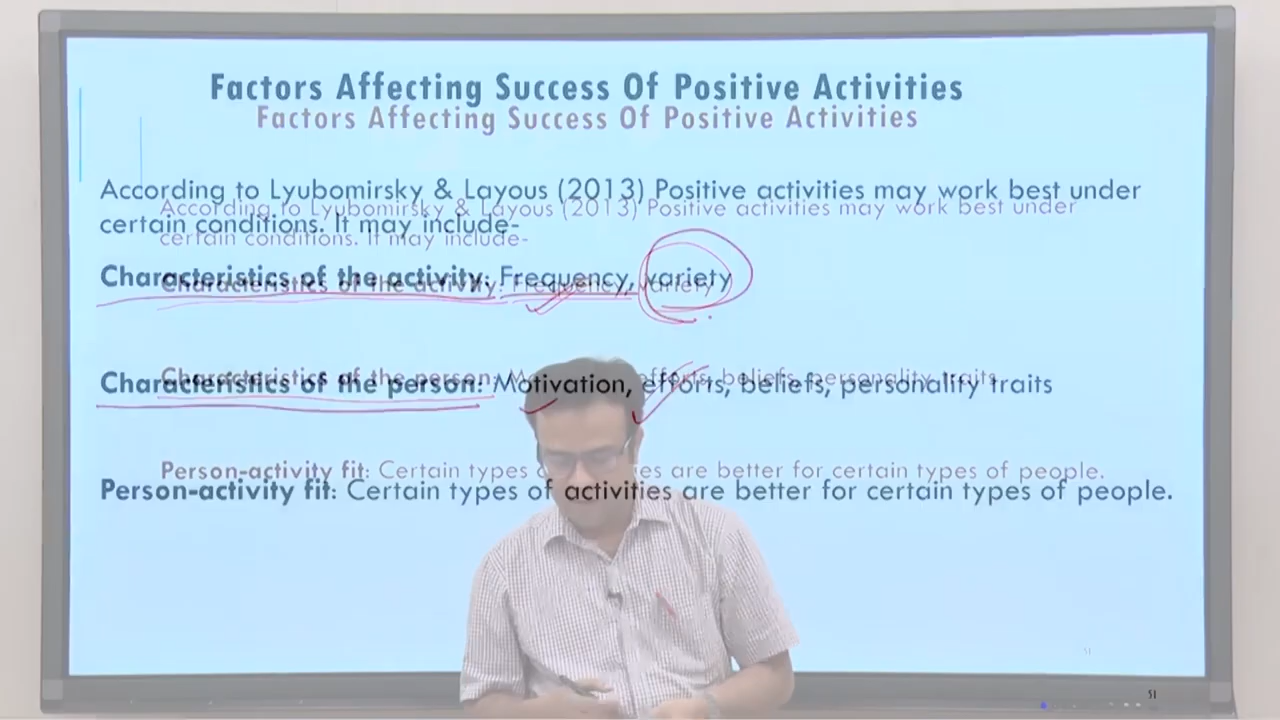 Factors Affecting Success Of Positive Activities
Factors Affecting Success Of Positive Activities
According to Lyubomirsky & Layous (2013) Positive activities may work best under
According to Lyubomirsky & Layous (2013) Positive activities may work best under
certain conditions. It may include-
certain conditions. It may include-
Characteristics of the activity: Frequency, variety
Characteristics of the activity: Frequency, variety
Characteristics of the person: efforts, beliefs, personality traits
Characteristics of the person: Motivation, efforts, beliefs, personality traits
Person-activity fit: Certain types are better for certain types of people.
Person-activity fit: Certain types of activities are better for certain types of people.
51
51